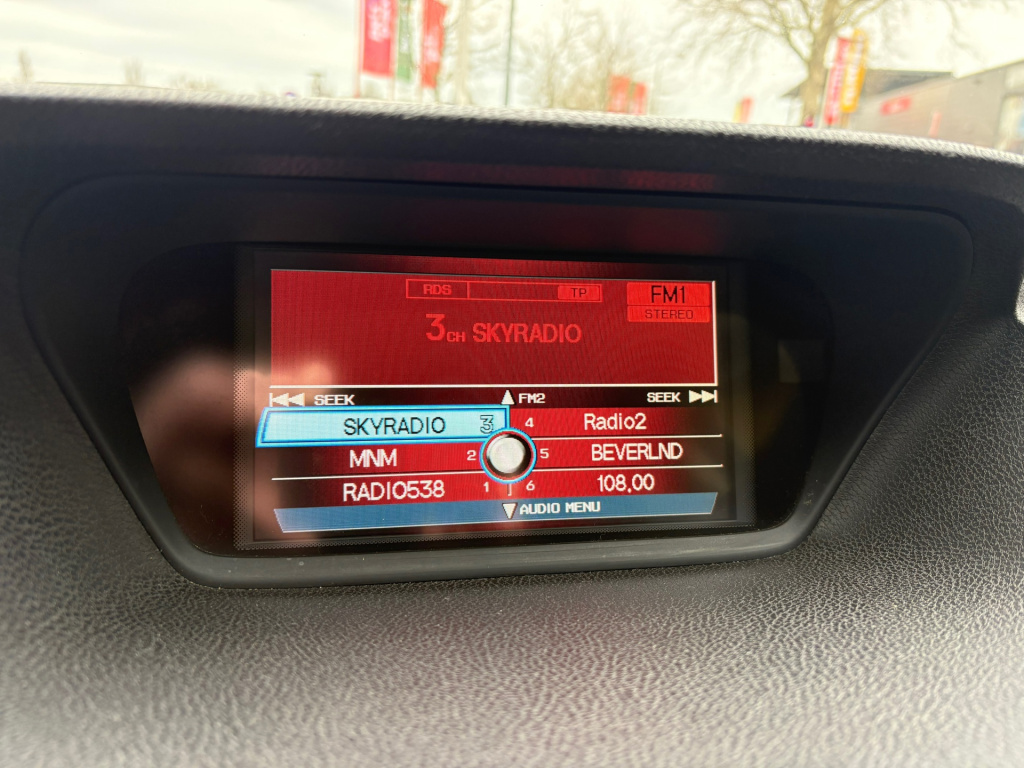 RDS TP FM1
STEREO
3CH SKYRADIO
SEEK FM2 SEEK
SKYRADIO 3 4 Radio2
MNM 2 5 BEVERLND
RADIO538 1 6 108,00
AUDIO MENU